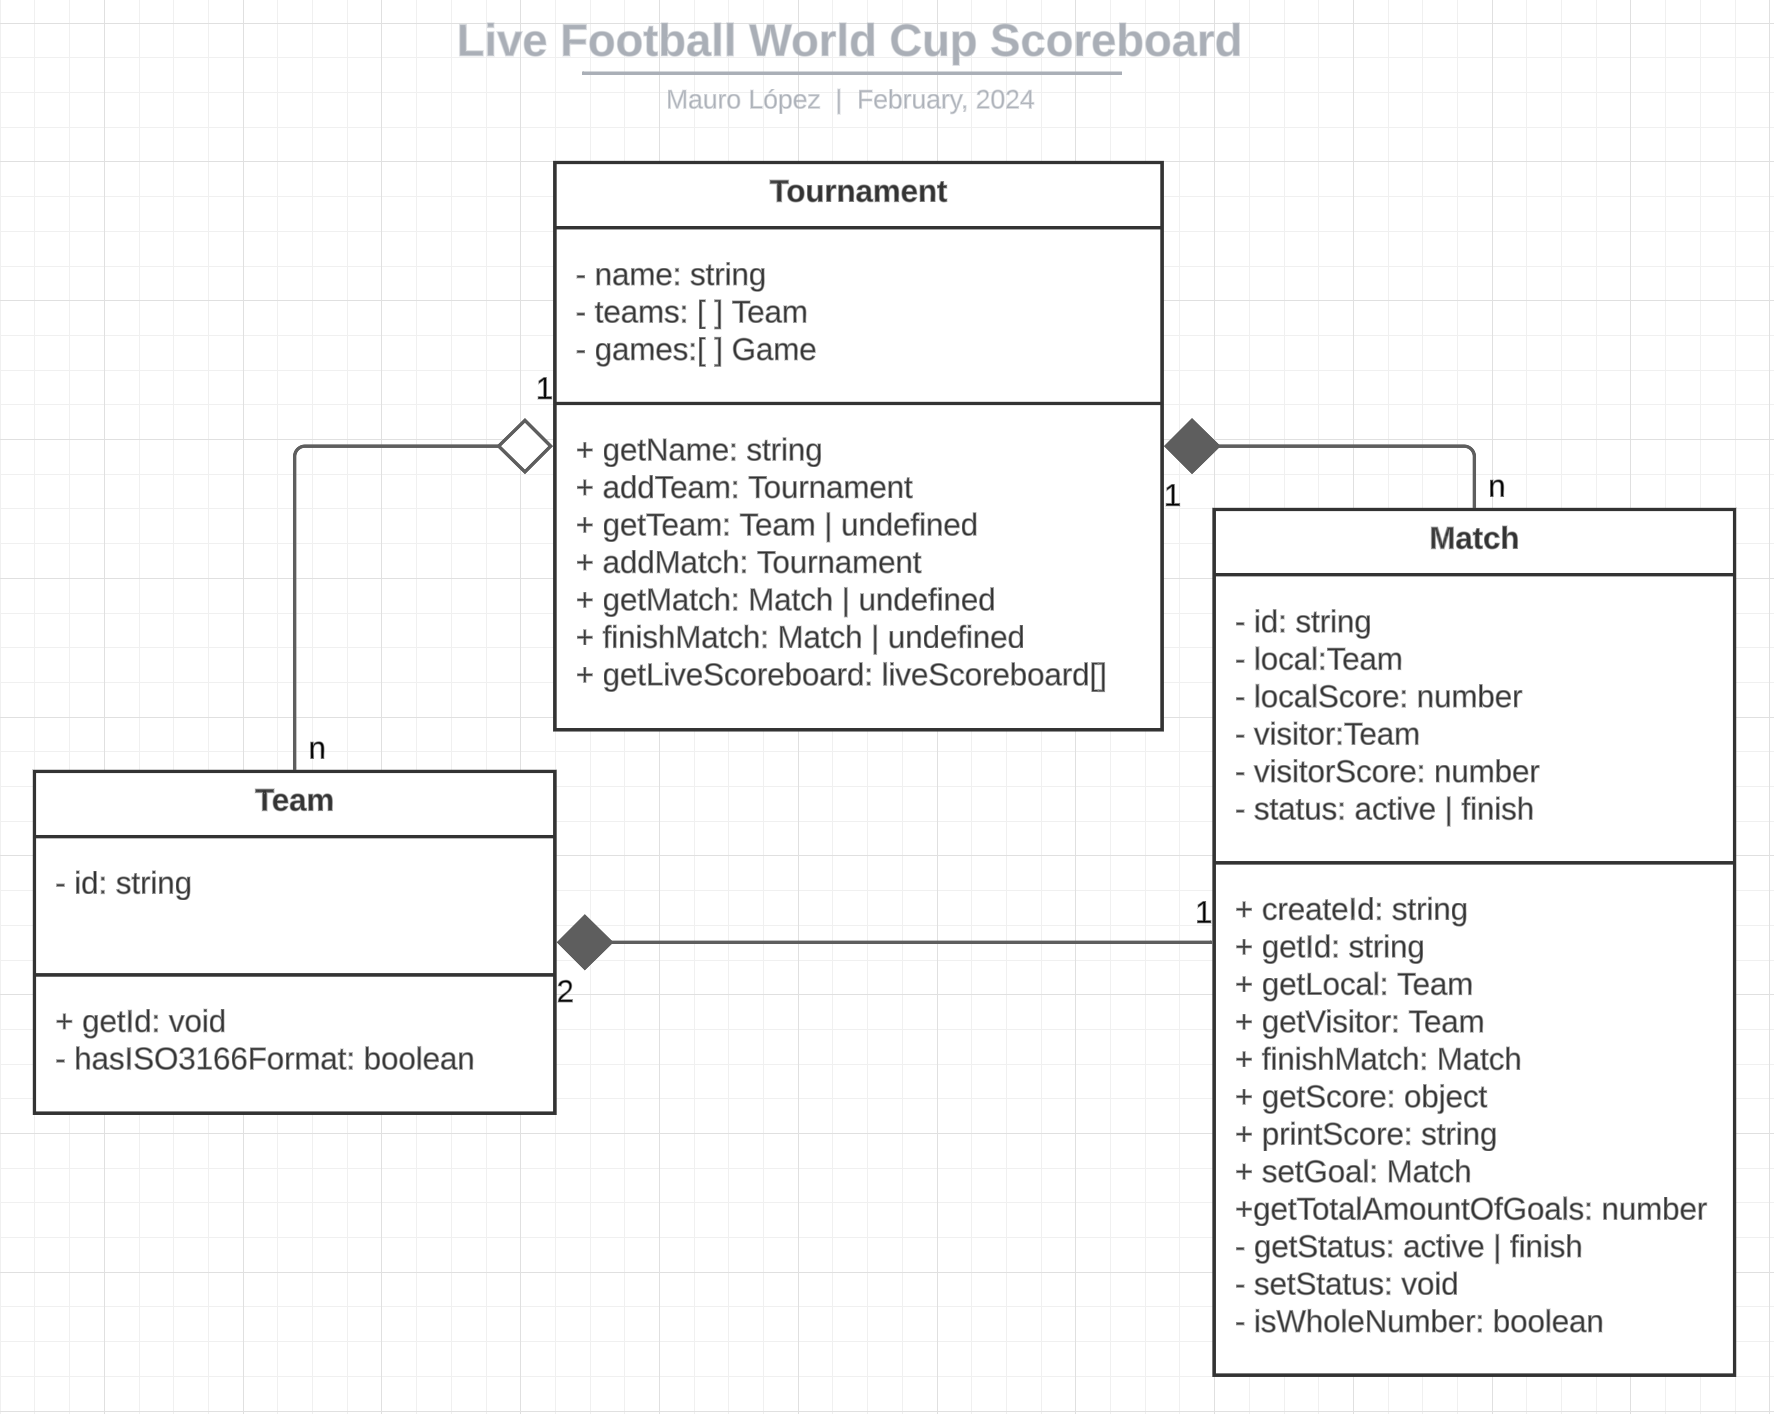 Live Football World Cup Scoreboard
Mauro López | February, 2024
Tournament
- name: string
- teams: [ ] Team
- games:[ ] Game
1
+ getName: string
+ addTeam: Tournament
+ getTeam: Team | undefined
+ addMatch: Tournament
+ getMatch: Match | undefined
+ finishMatch: Match | undefined
+ getLiveScoreboard: liveScoreboard[]
1
n
Match
- id: string
- local:Team
- localScore: number
- visitor:Team
- visitorScore: number
- status: active | finish
+ createId: string
+ getId: string
+ getLocal: Team
+ getVisitor: Team
+ finishMatch: Match
+ getScore: object
+ printScore: string
+ setGoal: Match
+getTotalAmountOfGoals: number
- getStatus: active | finish
- setStatus: void
- isWholeNumber: boolean
n
Team
- id: string
+ getId: void
- hasISO3166Format: boolean
2
1